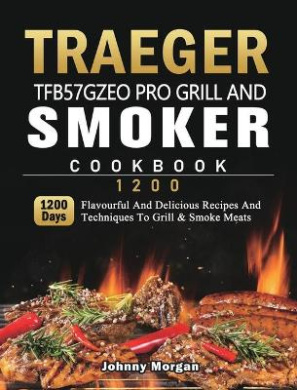 TRAEGER
TFB57GZEO PRO GRILL AND
SMOKER
COOKBOOK
1200
1200 Days
Flavourful And Delicious Recipes And
Techniques To Grill & Smoke Meats
Johnny Morgan